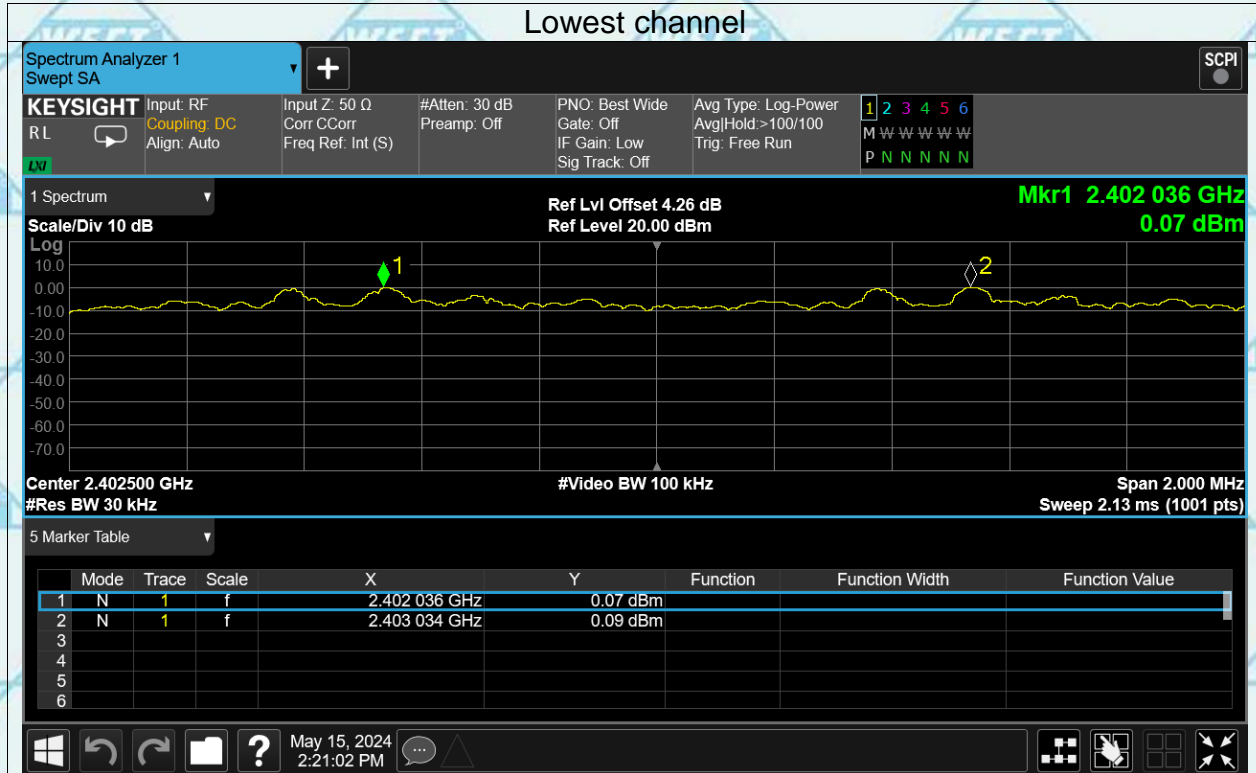 Lowest channel
Spectrum Analyzer 1
Swept SA
SCPI
KEYSIGHT
R L
LXI
Input: RF
Coupling: DC
Align: Auto
Input Z: 50 Ω
Corr CCorr
Freq Ref: Int (S)
#Atten: 30 dB
Preamp: Off
PNO: Best Wide
Gate: Off
IF Gain: Low
Sig Track: Off
Avg Type: Log-Power
Avg|Hold:>100/100
Trig: Free Run
1 2 3 4 5 6
M W W W W W
P N N N N N
1 Spectrum
Scale/Div 10 dB
Ref Lvl Offset 4.26 dB
Ref Level 20.00 dBm
Mkr1 2.402 036 GHz
0.07 dBm
Log
10.0
0.00
-10.0
-20.0
-30.0
-40.0
-50.0
-60.0
-70.0
1
2
Center 2.402500 GHz
#Video BW 100 kHz
Span 2.000 MHz
#Res BW 30 kHz
Sweep 2.13 ms (1001 pts)
5 Marker Table
Mode Trace Scale X Y Function Function Width Function Value
1 N 1 f 2.402 036 GHz 0.07 dBm
2 N 1 f 2.403 034 GHz 0.09 dBm
3
4
5
6
May 15, 2024
2:21:02 PM